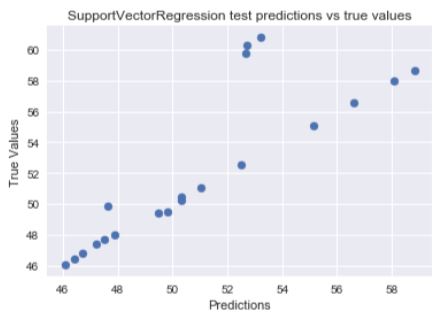 SupportVectorRegression test predictions vs true values
60
58
56
54
52
50
48
46
True Values
46 48 50 52 54 56 58
Predictions